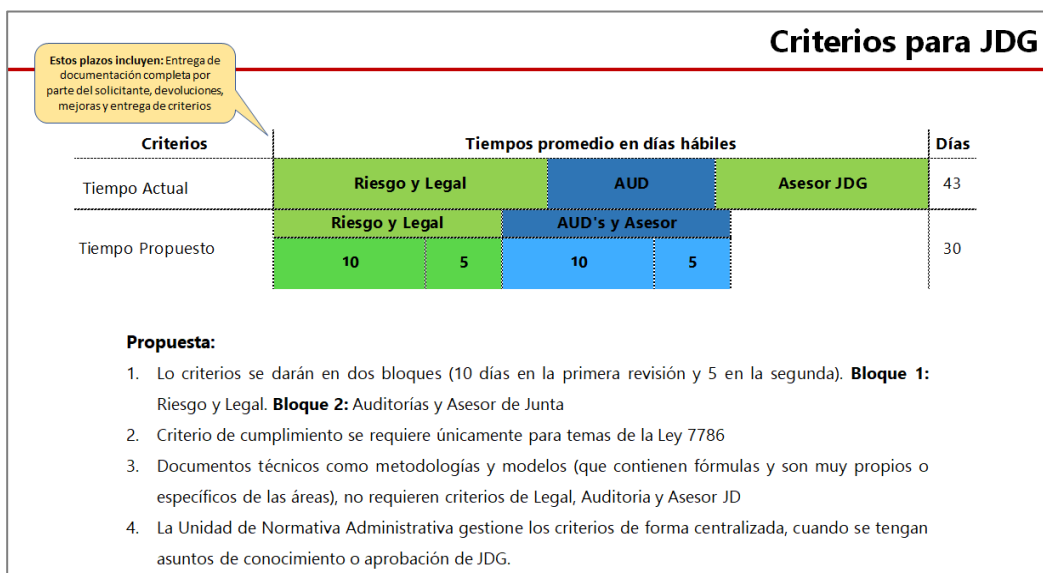 Criterios para JDG
Estos plazos incluyen: Entrega de
documentación completa por
parte del solicitante, devoluciones,
mejoras y entrega de criterios
Criterios
Tiempos promedio en días hábiles
Días
Tiempo Actual
Riesgo y Legal
AUD
Asesor JDG
43
Tiempo Propuesto
Riesgo y Legal
AUD's y Asesor
10
5
10
5
30
Propuesta:
1. Lo criterios se darán en dos bloques (10 días en la primera revisión y 5 en la segunda). Bloque 1:
Riesgo y Legal. Bloque 2: Auditorías y Asesor de Junta
2. Criterio de cumplimiento se requiere únicamente para temas de la Ley 7786
3. Documentos técnicos como metodologías y modelos (que contienen fórmulas y son muy propios o
específicos de las áreas), no requieren criterios de Legal, Auditoria y Asesor JD
4. La Unidad de Normativa Administrativa gestione los criterios de forma centralizada, cuando se tengan
asuntos de conocimiento o aprobación de JDG.